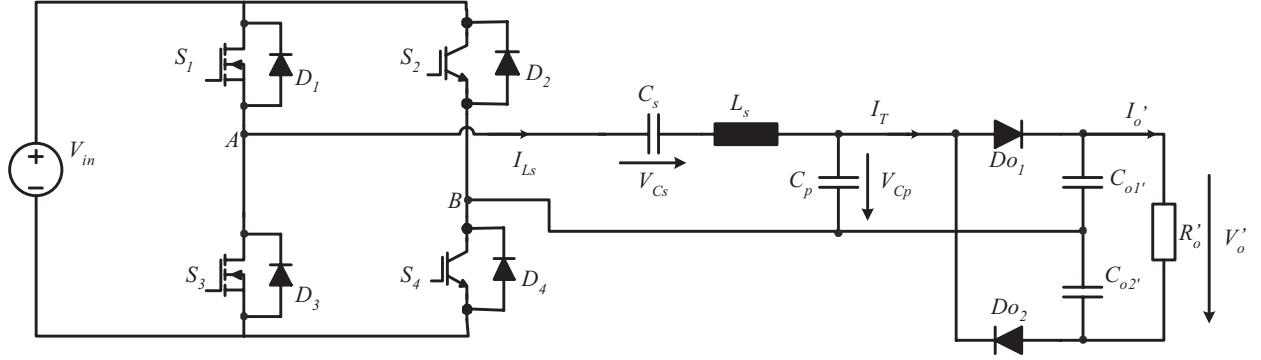 S1
D1
S2
D2
Vin
A
ILs
Cs
VCs
Ls
IT
Cp
VCp
Do1
Io'
Co1'
B
S3
D3
S4
D4
Ro'
Vo'
Co2'
Do2